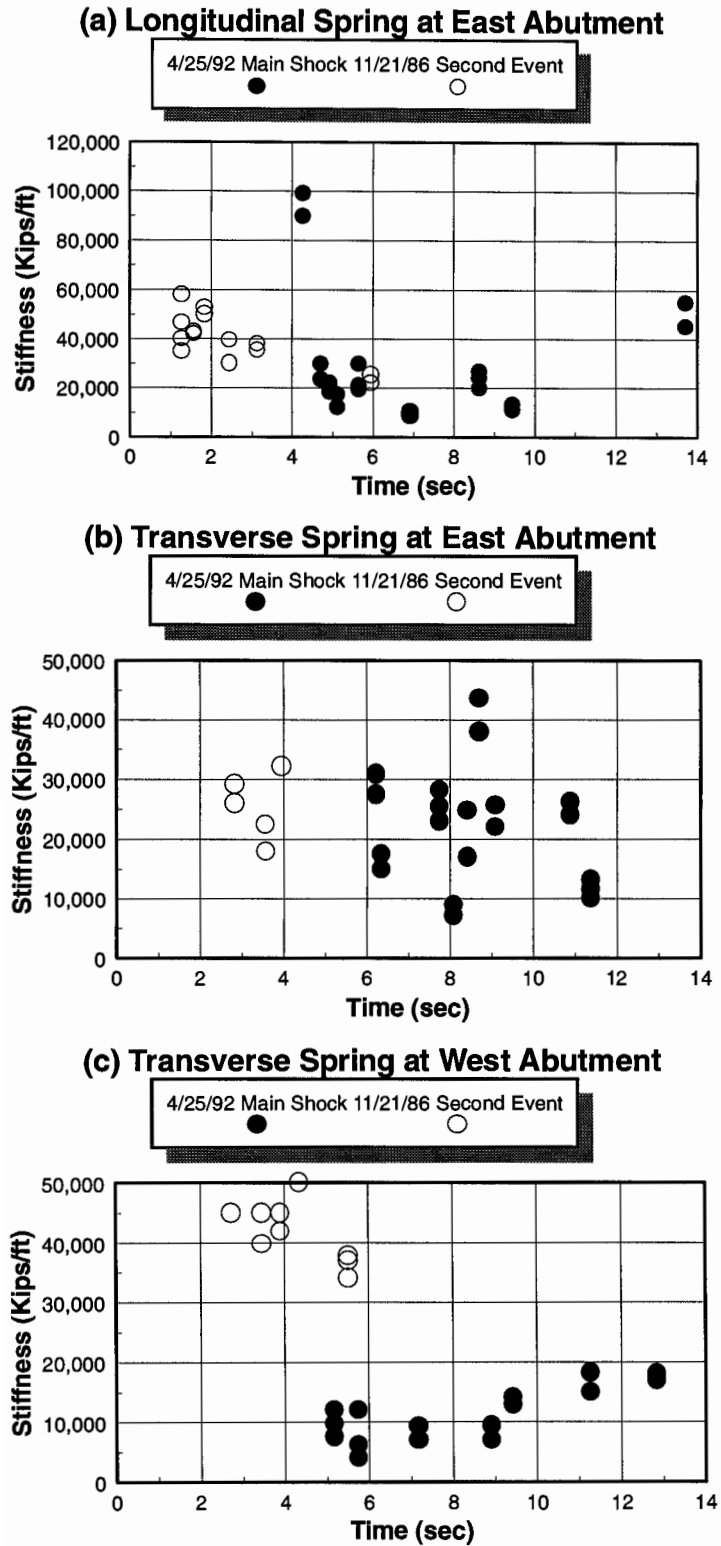 (a) Longitudinal Spring at East Abutment
4/25/92 Main Shock 11/21/86 Second Event
120,000
100,000
80,000
60,000
40,000
20,000
0
Stiffness (Kips/ft)
0 2 4 6 8 10 12 14
Time (sec)
(b) Transverse Spring at East Abutment
4/25/92 Main Shock 11/21/86 Second Event
50,000
40,000
30,000
20,000
10,000
0
Stiffness (Kips/ft)
0 2 4 6 8 10 12 14
Time (sec)
(c) Transverse Spring at West Abutment
4/25/92 Main Shock 11/21/86 Second Event
50,000
40,000
30,000
20,000
10,000
0
Stiffness (Kips/ft)
0 2 4 6 8 10 12 14
Time (sec)